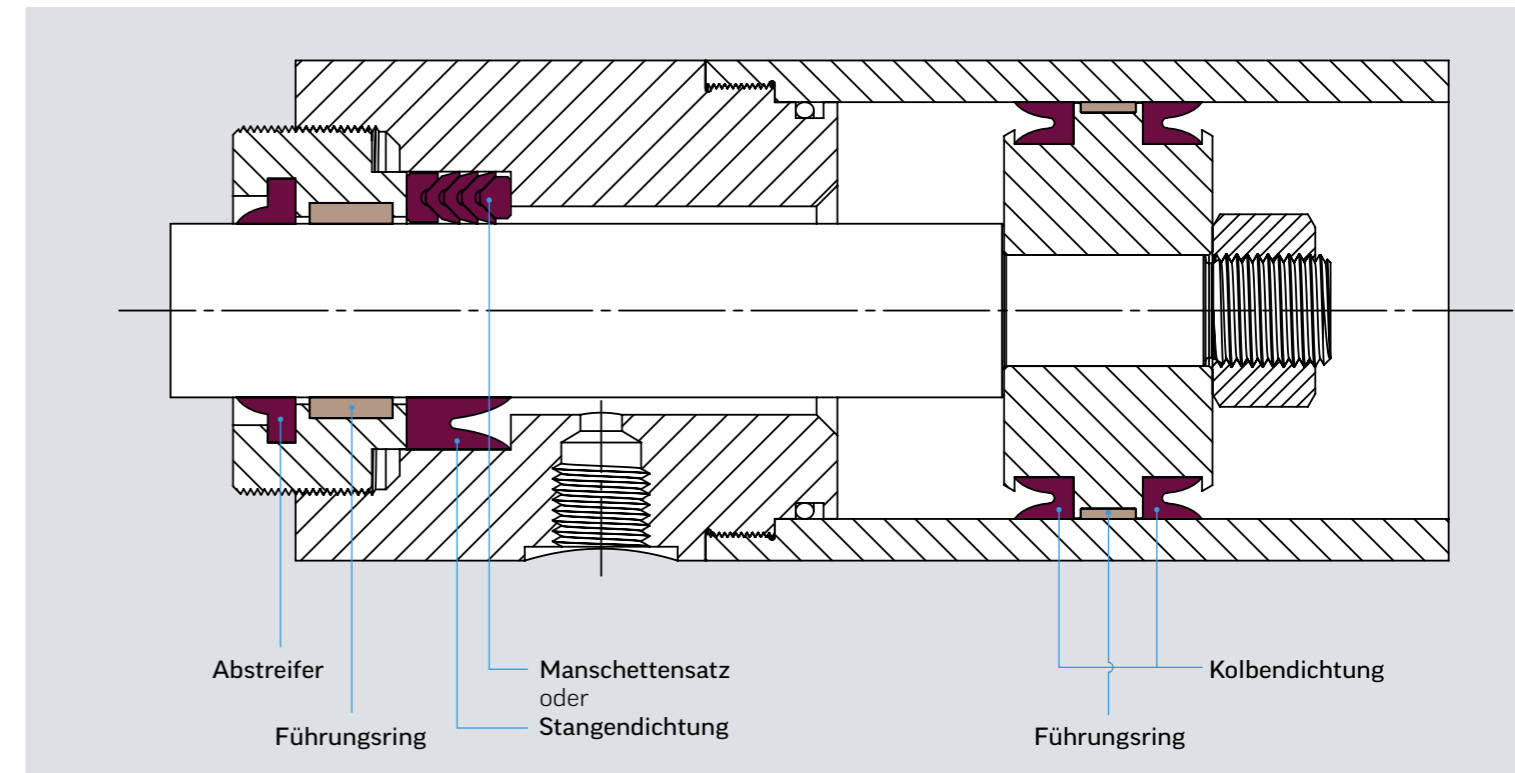 Abstreifer
Führungsring
Manschettensatz
oder
Stangendichtung
Kolbendichtung
Führungsring